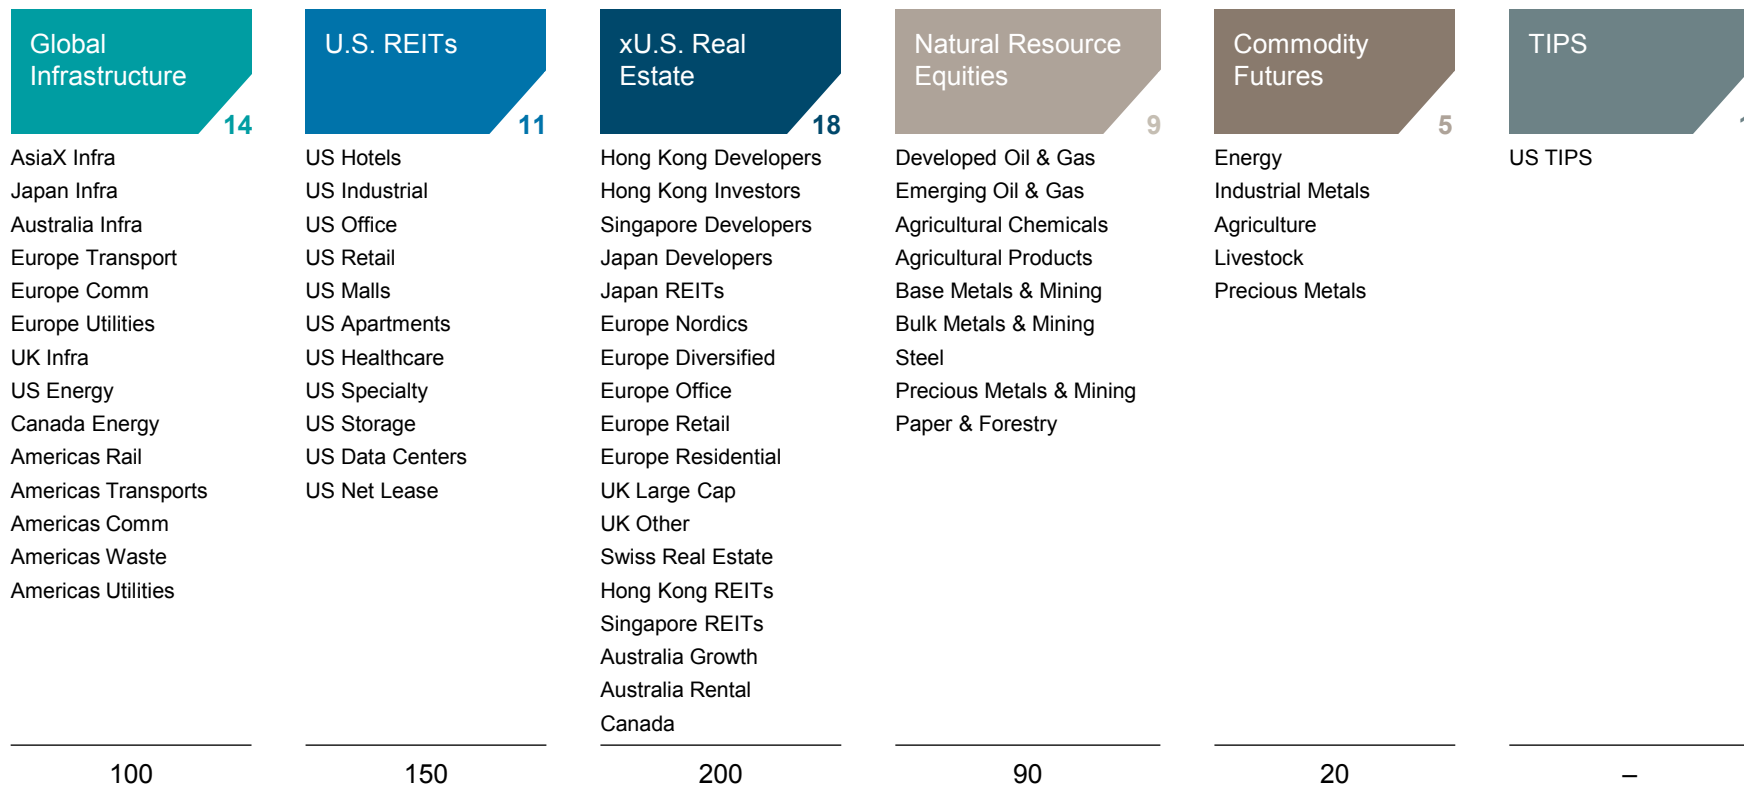 Global
Infrastructure
14
AsiaX Infra
Japan Infra
Australia Infra
Europe Transport
Europe Comm
Europe Utilities
UK Infra
US Energy
Canada Energy
Americas Rail
Americas Transports
Americas Comm
Americas Waste
Americas Utilities
100
U.S. REITs
11
US Hotels
US Industrial
US Office
US Retail
US Malls
US Apartments
US Healthcare
US Specialty
US Storage
US Data Centers
US Net Lease
150
xU.S. Real
Estate
18
Hong Kong Developers
Hong Kong Investors
Singapore Developers
Japan Developers
Japan REITs
Europe Nordics
Europe Diversified
Europe Office
Europe Retail
Europe Residential
UK Large Cap
UK Other
Swiss Real Estate
Hong Kong REITs
Singapore REITs
Australia Growth
Australia Rental
Canada
200
Natural Resource
Equities
9
Developed Oil & Gas
Emerging Oil & Gas
Agricultural Chemicals
Agricultural Products
Base Metals & Mining
Bulk Metals & Mining
Steel
Precious Metals & Mining
Paper & Forestry
90
Commodity
Futures
5
Energy
Industrial Metals
Agriculture
Livestock
Precious Metals
20
TIPS
US TIPS
–